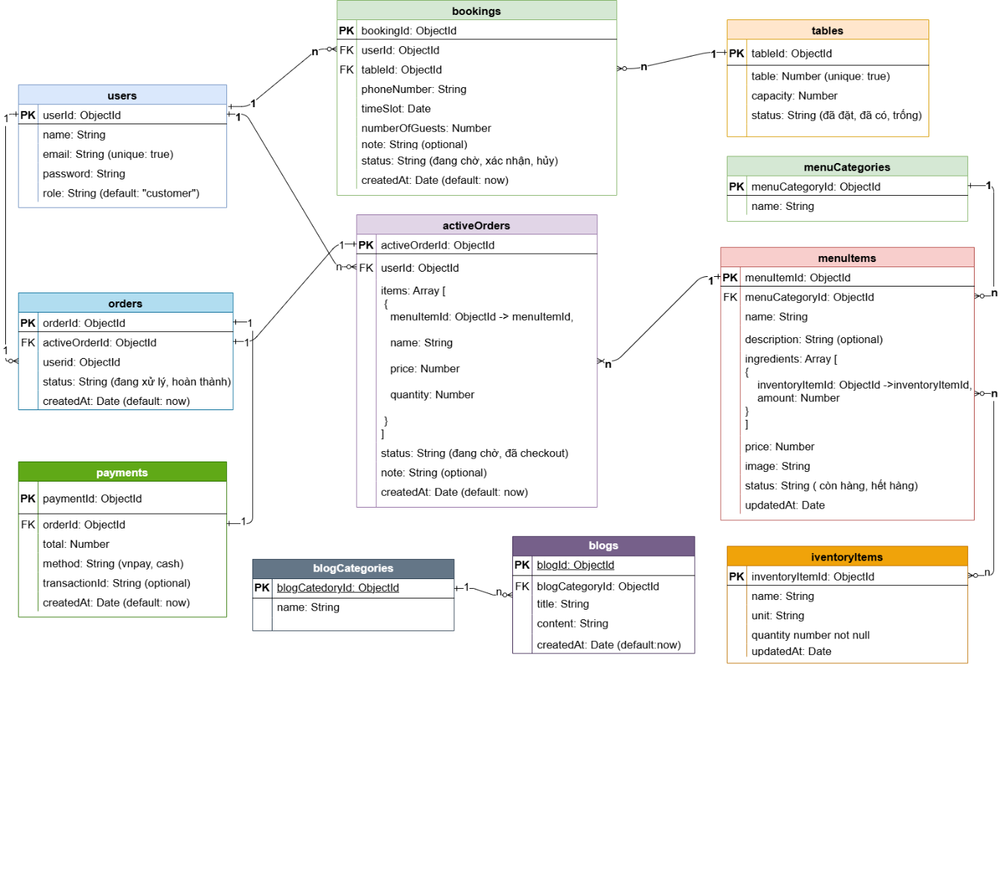 bookings
PK bookingId: ObjectId
FK userId: ObjectId
FK tableId: ObjectId
phoneNumber: String
timeSlot: Date
numberOfGuests: Number
note: String (optional)
status: String (đang chờ, xác nhận, hủy)
createdAt: Date (default: now)
n
n
1
tables
PK tableId: ObjectId
table: Number (unique: true)
capacity: Number
status: String (đã đặt, đã có, trống)
users
PK userId: ObjectId
name: String
email: String (unique: true)
password: String
role: String (default: "customer")
1
1
1
menuCategories
PK menuCategoryId: ObjectId
name: String
1
activeOrders
PK activeOrderId: ObjectId
FK userId: ObjectId
items: Array [
{
menuItemId: ObjectId -> menuItemId,
name: String
price: Number
quantity: Number
}
]
status: String (đang chờ, đã checkout)
note: String (optional)
createdAt: Date (default: now)
1
n
n
1
menuItems
PK menuItemId: ObjectId
FK menuCategoryId: ObjectId
name: String
description: String (optional)
ingredients: Array [
{
inventoryItemId: ObjectId ->inventoryItemId,
amount: Number
}
]
price: Number
image: String
status: String ( còn hàng, hết hàng)
updatedAt: Date
n
n
orders
PK orderId: ObjectId
FK activeOrderId: ObjectId
userid: ObjectId
status: String (đang xử lý, hoàn thành)
createdAt: Date (default: now)
1
1
1
payments
PK paymentId: ObjectId
FK orderId: ObjectId
total: Number
method: String (vnpay, cash)
transactionId: String (optional)
createdAt: Date (default: now)
1
blogCategories
PK blogCatedoryId: ObjectId
name: String
1
n
blogs
PK blogId: ObjectId
FK blogCategoryId: ObjectId
title: String
content: String
createdAt: Date (default:now)
iventoryItems
PK inventoryItemId: ObjectId
name: String
unit: String
quantity number not null
updatedAt: Date
n